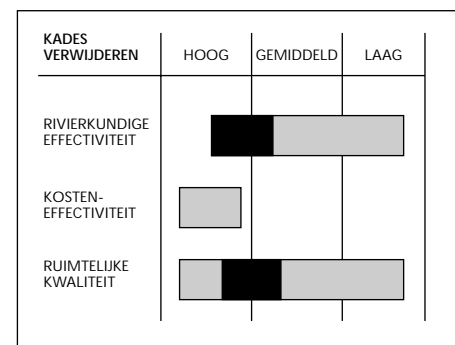 KADES
VERWIJDEREN
HOOG GEMIDDELD LAAG
RIVIERKUNDIGE
EFFECTIVITEIT
KOSTEN-
EFFECTIVITEIT
RUIMTELIJKE
KWALITEIT